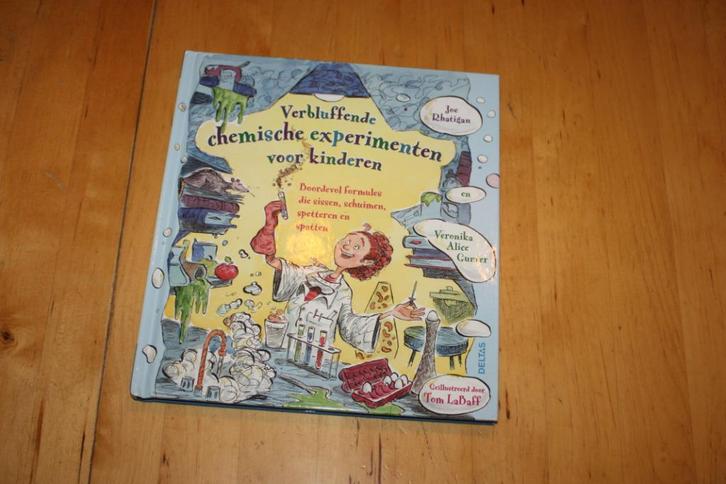 Verbluffende
chemische experimenten
voor kinderen
Boordevol formules
die sissen, schuimen,
spetteren en
spatten
Joe
Rhatigan
en
Veronika
Alice
Gunter
DELTAS
Geïllustreerd door
Tom LaBaff